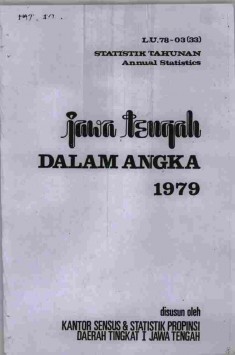 L.U.78-03 (33)
STATISTIK TAHUNAN
Annual Statistics
jawa tengah
DALAM ANGKA
1979
disusun oleh
KANTOR SENSUS & STATISTIK PROPINSI
DAERAH TINGKAT I JAWA TENGAH